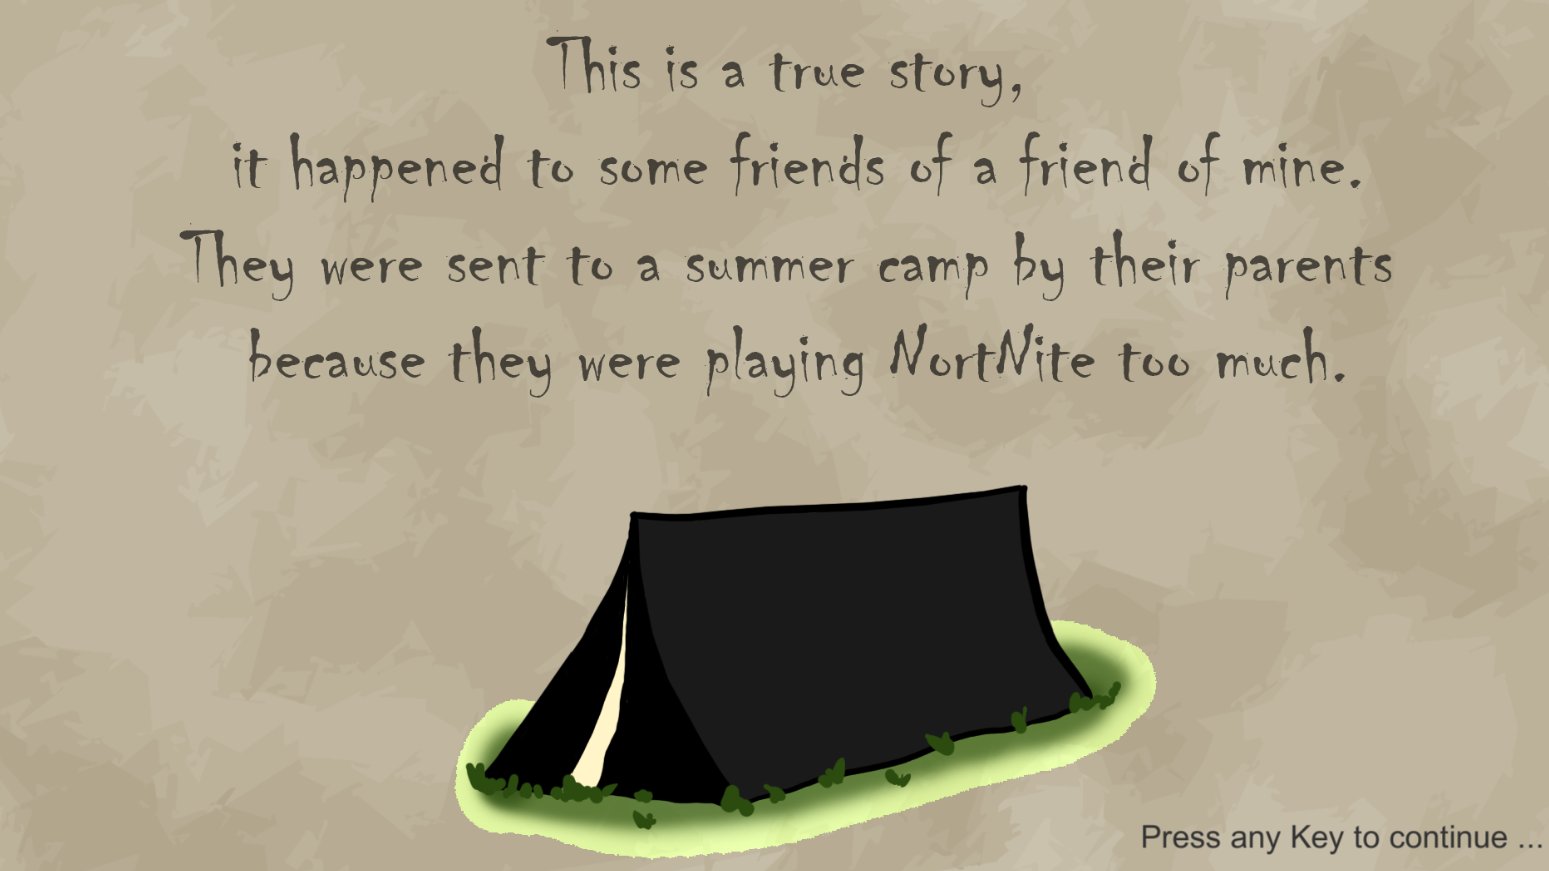 This is a true story,
it happened to some friends of a friend of mine.
They were sent to a summer camp by their parents
because they were playing NortNite too much.
Press any Key to continue ...